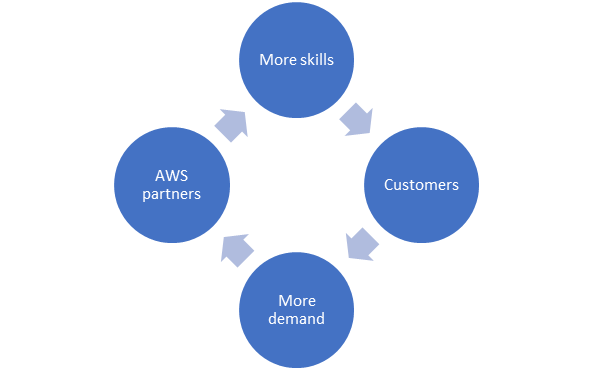 More skills
Customers
More
demand
AWS
partners